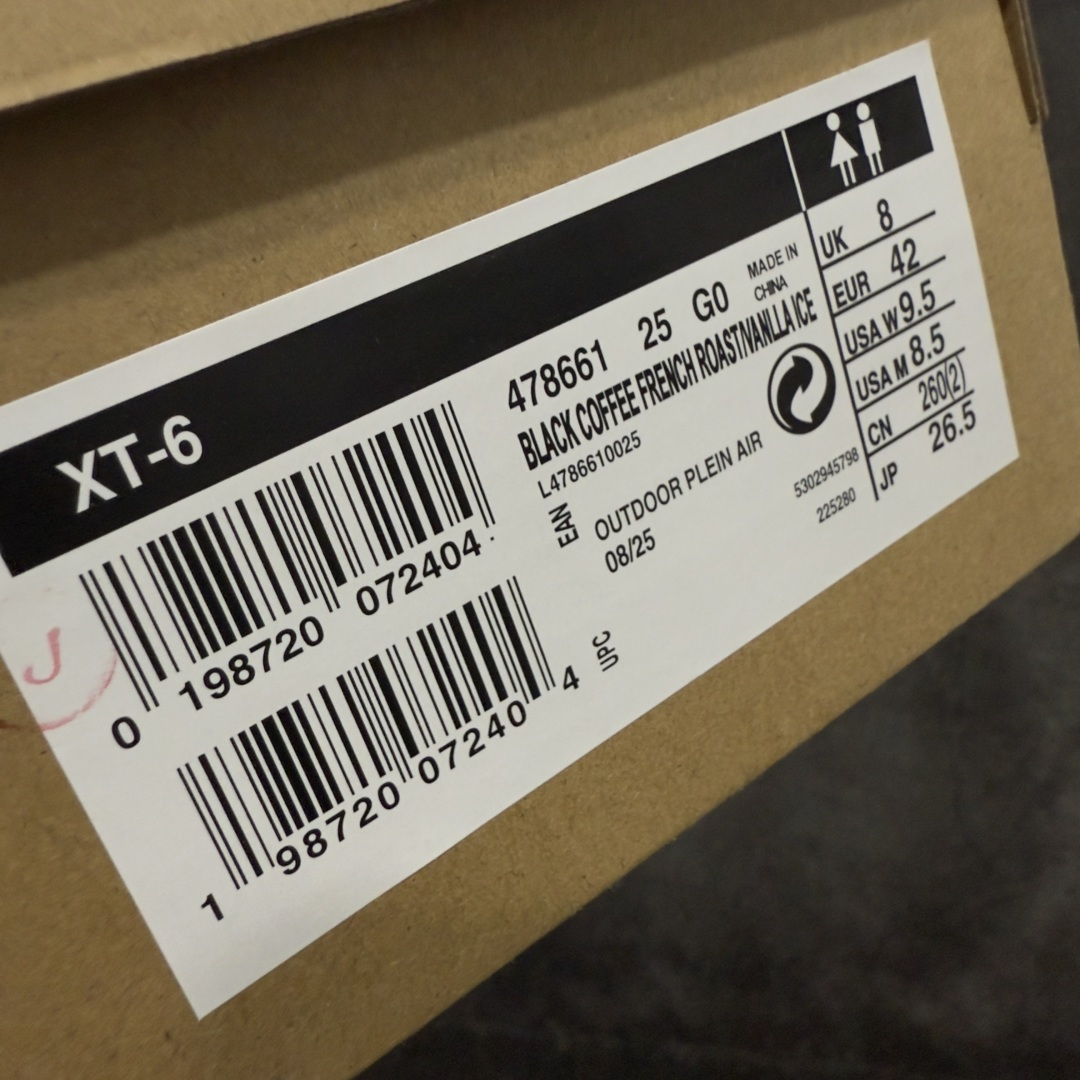 XT-6
478661 25 G0
MADE IN
CHINA
BLACK COFFEE/FRENCH ROAST/VANILLA ICE
L4786610025
EAN
OUTDOOR PLEIN AIR
08/25
5302945798
225280
UK 8
EUR 42
USA W 9.5
USA M 8.5
CN 260(2)
JP 26.5
0 198720 072404
UPC
1 98720 07240 4
J